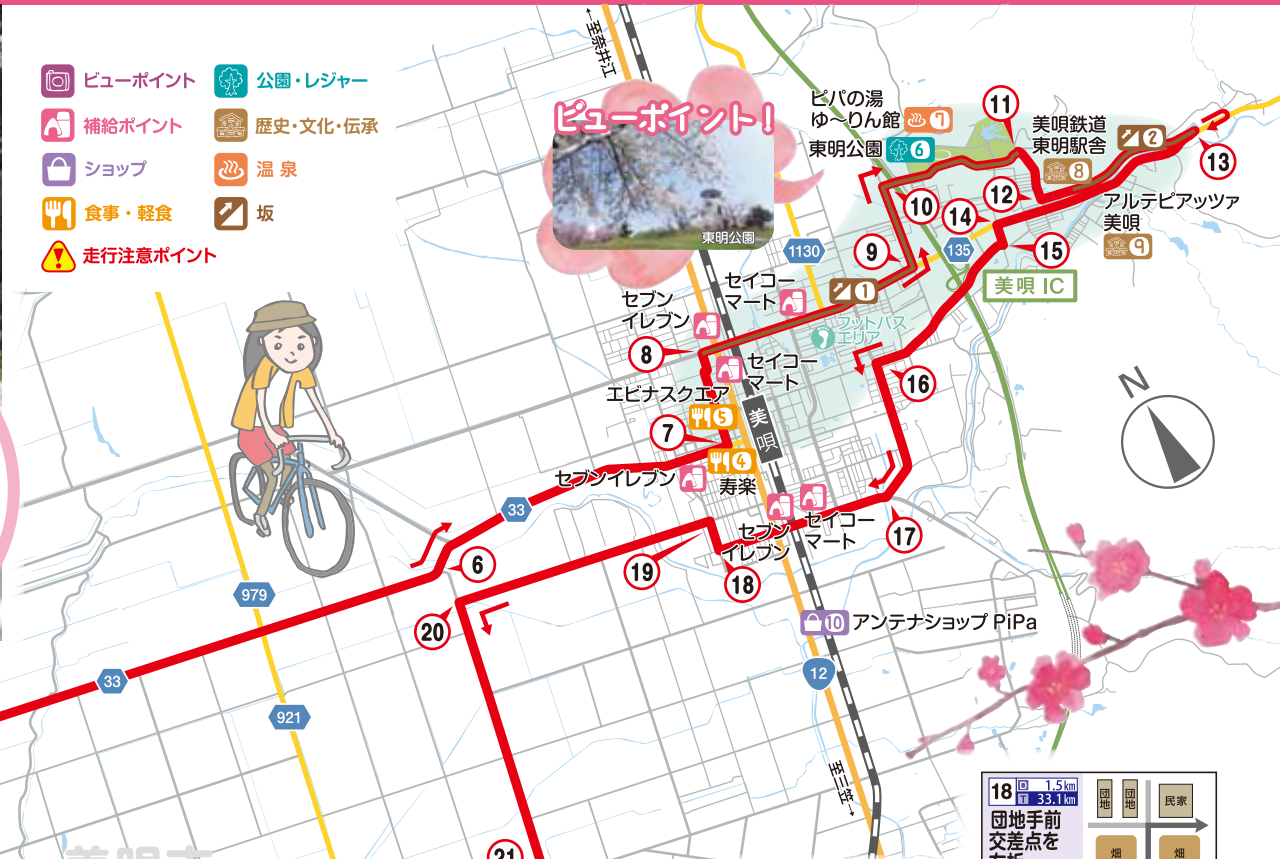 ←至奈井江
ビューポイント
公園・レジャー
補給ポイント
歴史・文化・伝承
ショップ
温泉
食事・軽食
坂
走行注意ポイント
ビューポイント!
東明公園
ピパの湯
ゆ～りん館
7
東明公園
6
11
美唄鉄道
東明駅舎
8
2
13
10
12
14
アルテピアッツァ
美唄
9
15
9
1130
135
美唄 IC
セイコー
マート
1
セブン
イレブン
フットパス
エリア
8
セイコー
マート
16
エビナスクエア
5
美唄
N
7
4
寿楽
セブンイレブン
33
セブン
イレブン
セイコー
マート
17
6
19
18
979
20
10
アンテナショップ PiPa
33
12
921
至三笠→
21
18
D 1.5km
T 33.1km
団地手前
交差点を
団地
団地
民家
畑
畑